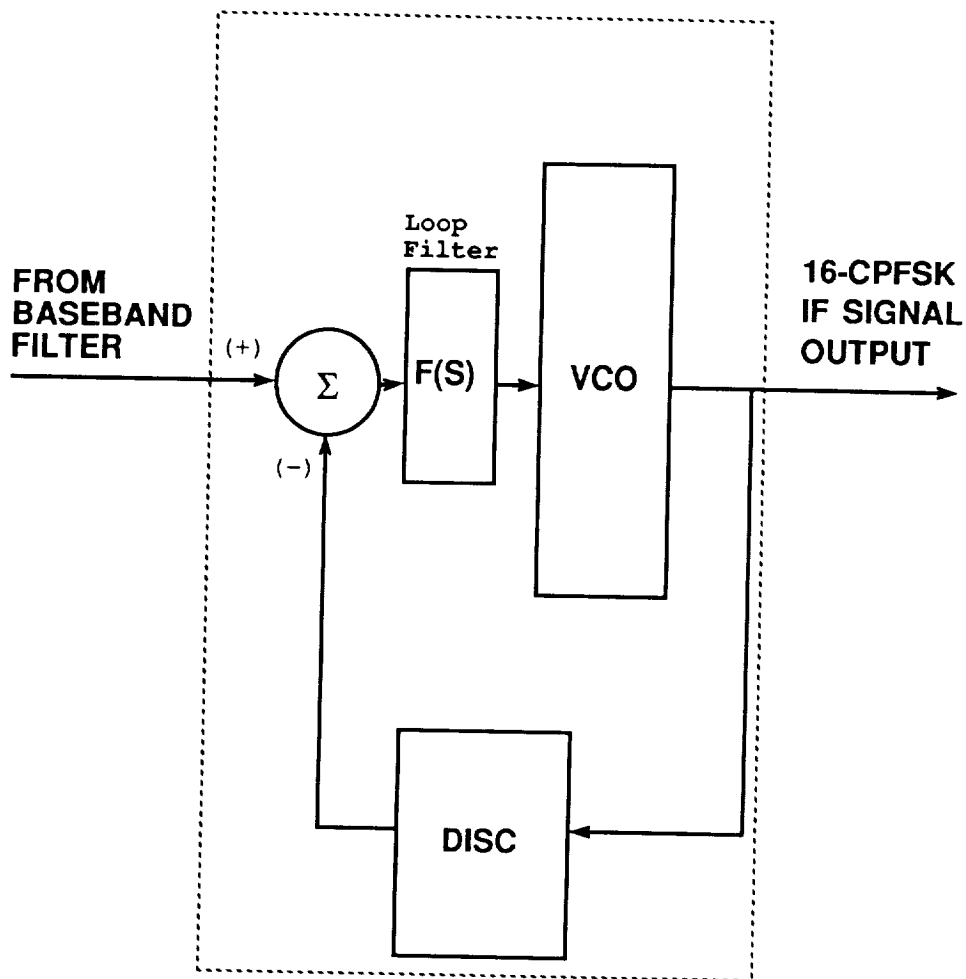 Loop
Filter
FROM
BASEBAND
FILTER
(+)
Σ
F(S)
VCO
16-CPFSK
IF SIGNAL
OUTPUT
(−)
DISC